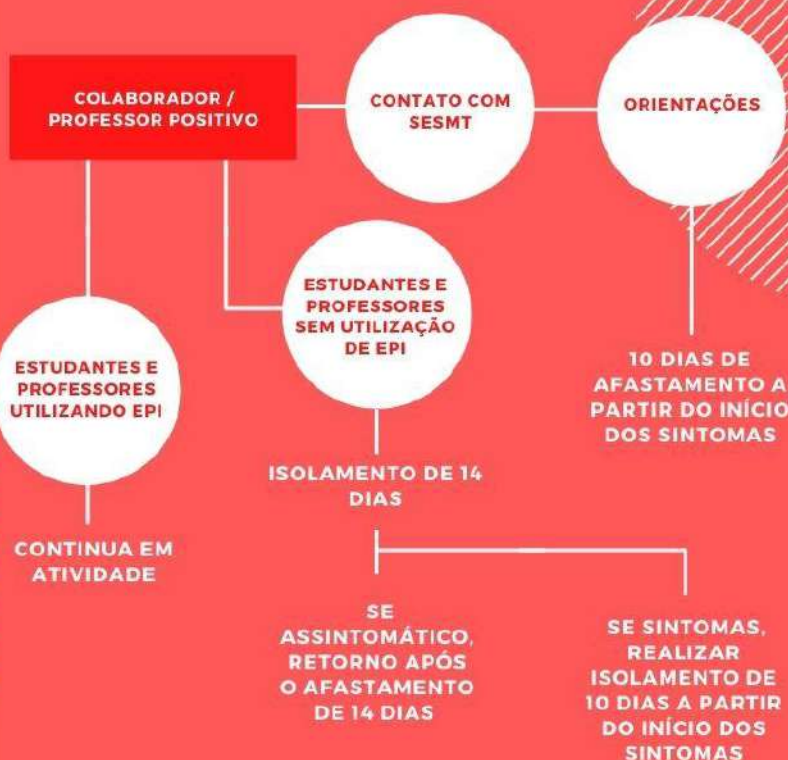 COLABORADOR /
PROFESSOR POSITIVO
CONTATO COM
SESMT
ORIENTAÇÕES
ESTUDANTES E
PROFESSORES
SEM UTILIZAÇÃO
DE EPI
ESTUDANTES E
PROFESSORES
UTILIZANDO EPI
10 DIAS DE
AFASTAMENTO A
PARTIR DO INÍCIO
DOS SINTOMAS
ISOLAMENTO DE 14
DIAS
CONTINUA EM
ATIVIDADE
SE
ASSINTOMÁTICO,
RETORNO APÓS
O AFASTAMENTO
DE 14 DIAS
SE SINTOMAS,
REALIZAR
ISOLAMENTO DE
10 DIAS A PARTIR
DO INÍCIO DOS
SINTOMAS